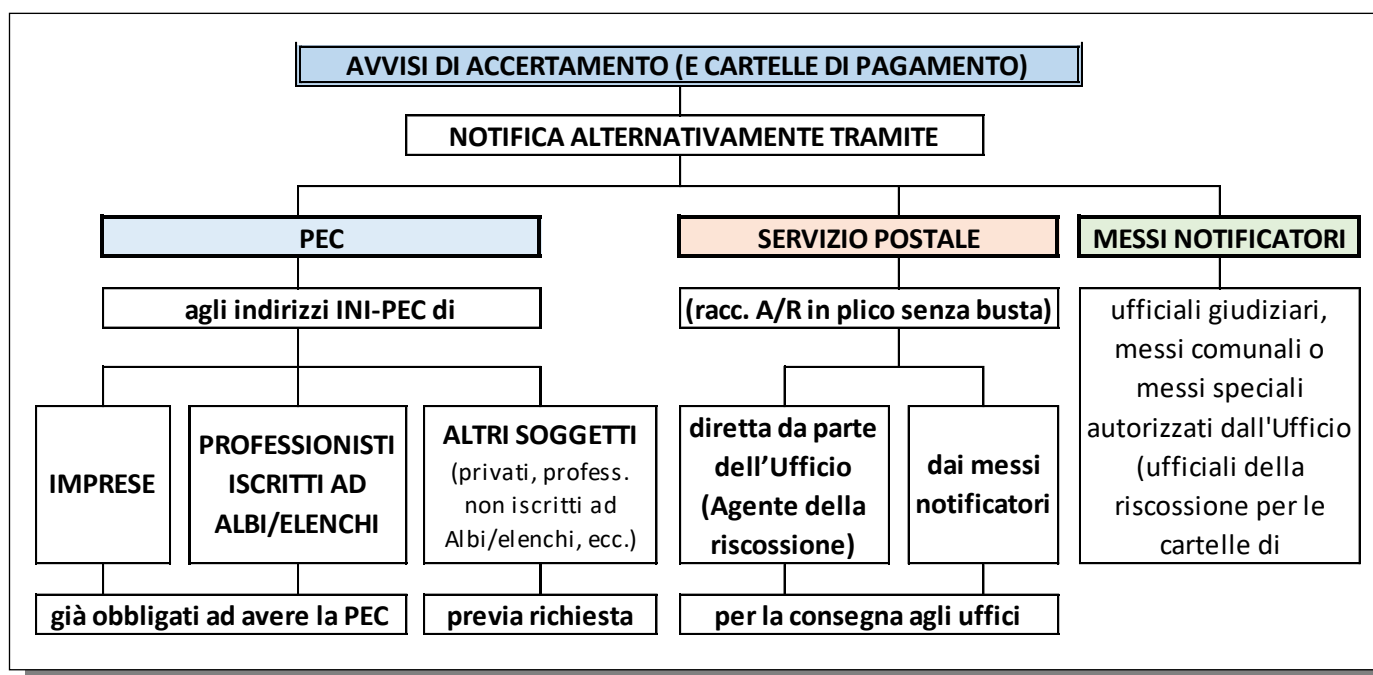 AVVISI DI ACCERTAMENTO (E CARTELLE DI PAGAMENTO)
NOTIFICA ALTERNATIVAMENTE TRAMITE
PEC
agli indirizzi INI-PEC di
IMPRESE
PROFESSIONISTI
ISCRITTI AD
ALBI/ELENCHI
già obbligati ad avere la PEC
ALTRI SOGGETTI
(privati, profess.
non iscritti ad
Albi/elenchi, ecc.)
previa richiesta
SERVIZIO POSTALE
(racc. A/R in plico senza busta)
diretta da parte
dell’Ufficio
(Agente della
riscossione)
dai messi
notificatori
per la consegna agli uffici
MESSI NOTIFICATORI
ufficiali giudiziari,
messi comunali o
messi speciali
autorizzati dall'Ufficio
(ufficiali della
riscossione per le
cartelle di